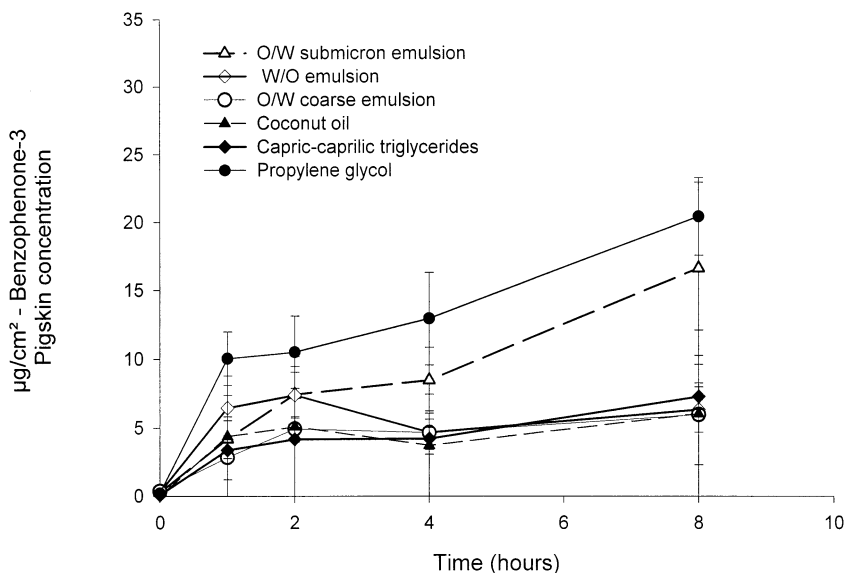 35
30
25
20
15
10
5
0
O/W submicron emulsion
W/O emulsion
O/W coarse emulsion
Coconut oil
Capric-caprilic triglycerides
Propylene glycol
µg/cm² - Benzophenone-3
Pigskin concentration
0 2 4 6 8 10
Time (hours)